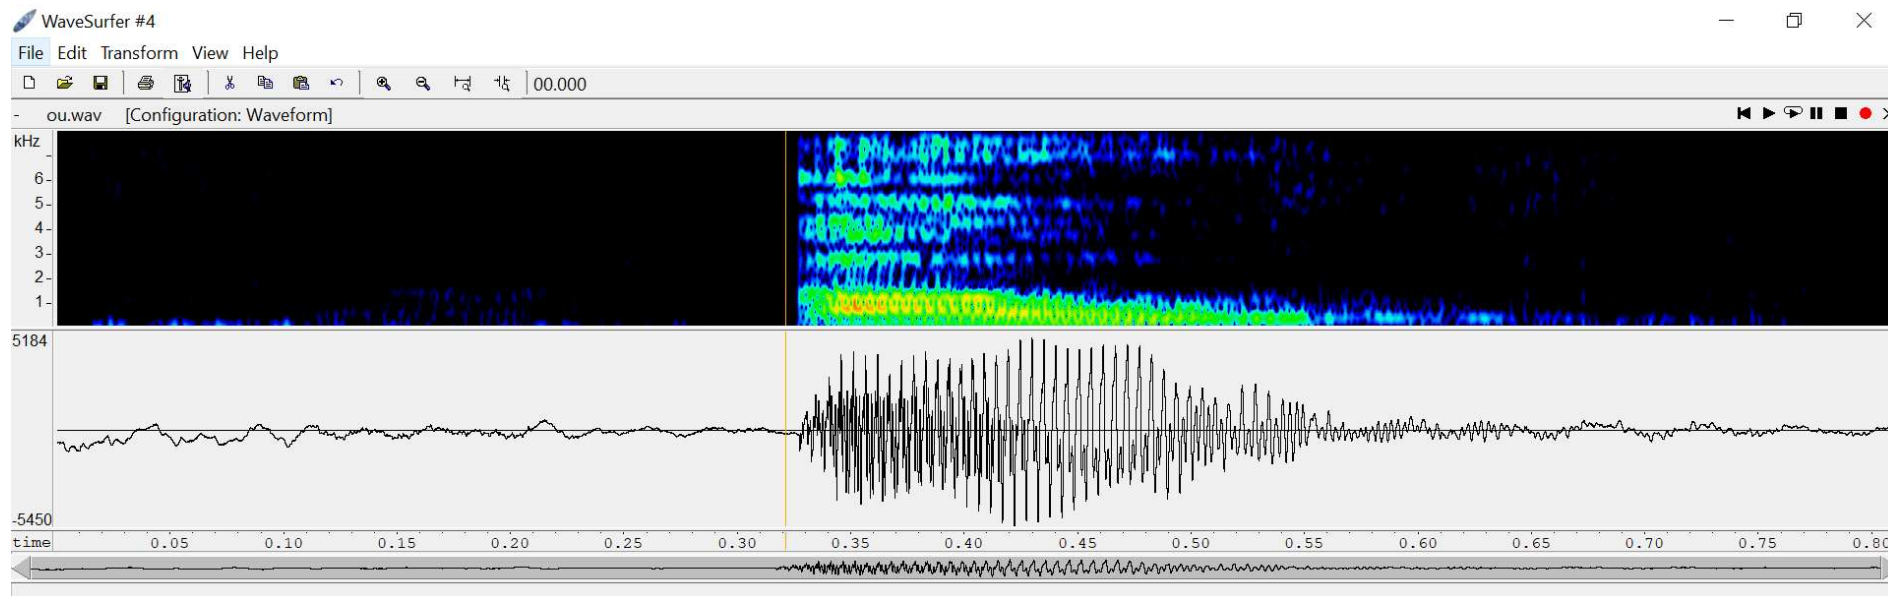 WaveSurfer #4
File Edit Transform View Help
00.000
- ou.wav [Configuration: Waveform]
kHz
6-
5-
4-
3-
2-
1-
5184
-5450
time 0.05 0.10 0.15 0.20 0.25 0.30 0.35 0.40 0.45 0.50 0.55 0.60 0.65 0.70 0.75 0.80